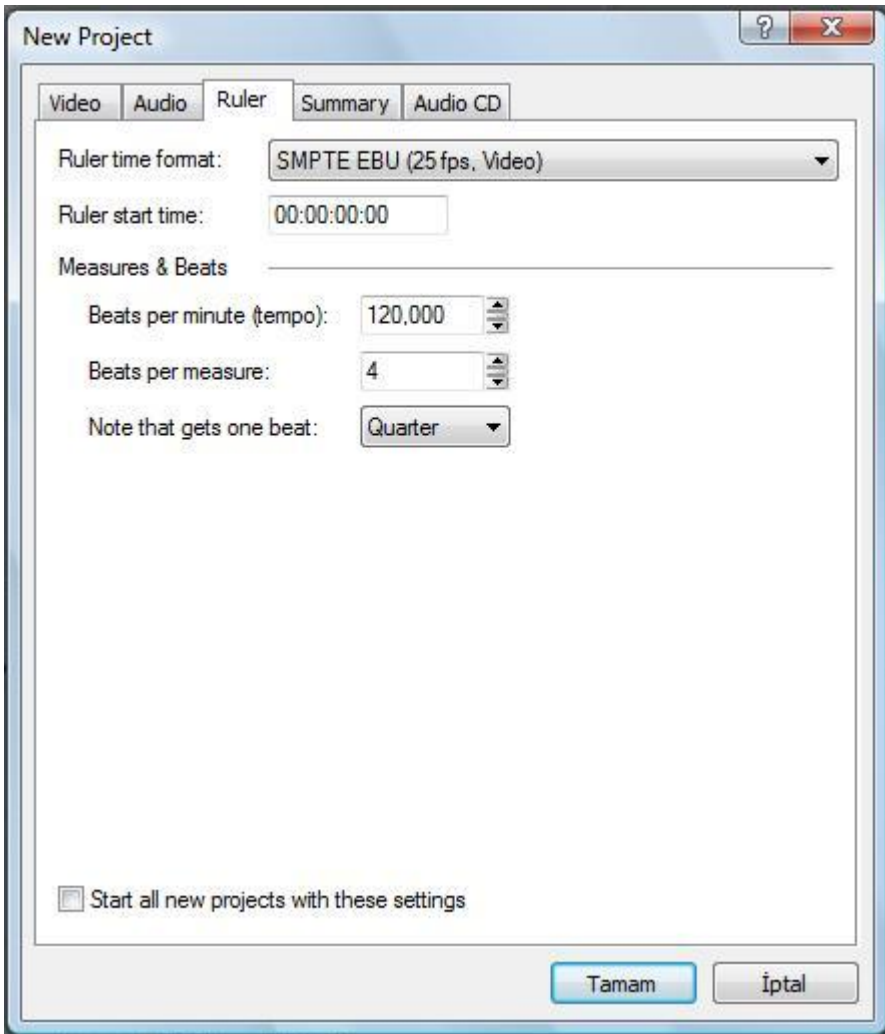 New Project
Video Audio Ruler Summary Audio CD
Ruler time format: SMPTE EBU (25 fps, Video)
Ruler start time: 00:00:00:00
Measures & Beats
Beats per minute (tempo): 120,000
Beats per measure: 4
Note that gets one beat: Quarter
Start all new projects with these settings
Tamam İptal